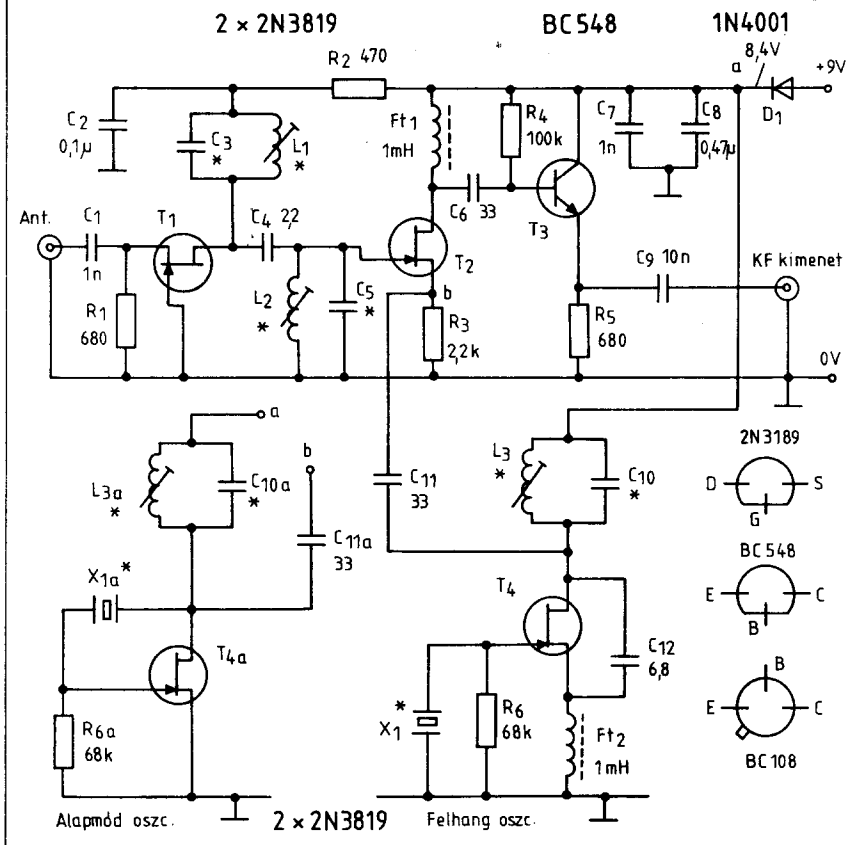 2 × 2N3819
BC548
1N4001
R2 470
8,4V
a
+9V
C2
0,1µ
C3
*
L1
*
Ft1
1mH
R4
100k
C7
1n
C8
0,47µ
D1
Ant.
C1
1n
T1
C4 2,2
C6 33
T3
T2
C9 10n
KF kimenet
R1
680
L2
*
C5
*
b
R3
2,2k
R5
680
0V
a
b
L3a
*
C10a
*
C11
33
L3
*
C10
*
2N3189
D
S
G
C11a
33
BC548
E
C
B
X1a*
T4
T4a
C12
6,8
B
E
C
BC108
R6a
68k
*
X1
R6
68k
Ft2
1mH
Alapmód oszc.
2 × 2N3819
Felhang oszc.